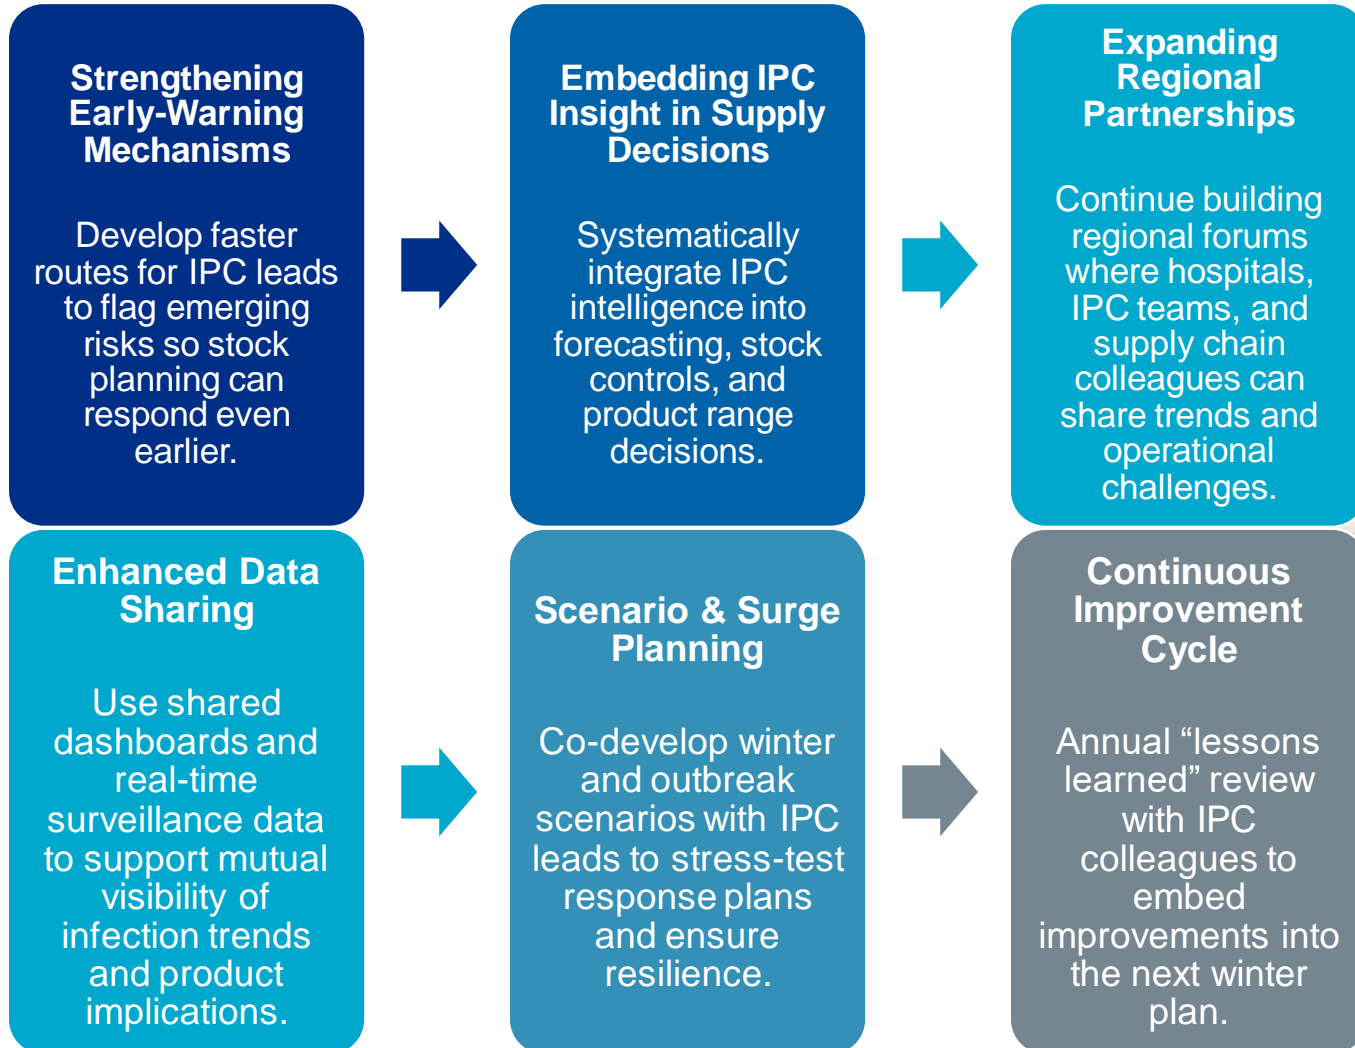 Strengthening
Early-Warning
Mechanisms
Develop faster
routes for IPC leads
to flag emerging
risks so stock
planning can
respond even
earlier.
Embedding IPC
Insight in Supply
Decisions
Systematically
integrate IPC
intelligence into
forecasting, stock
controls, and
product range
decisions.
Expanding
Regional
Partnerships
Continue building
regional forums
where hospitals,
IPC teams, and
supply chain
colleagues can
share trends and
operational
challenges.
Enhanced Data
Sharing
Use shared
dashboards and
real-time
surveillance data
to support mutual
visibility of
infection trends
and product
implications.
Scenario & Surge
Planning
Co-develop winter
and outbreak
scenarios with IPC
leads to stress-test
response plans
and ensure
resilience.
Continuous
Improvement
Cycle
Annual “lessons
learned” review
with IPC
colleagues to
embed
improvements into
the next winter
plan.